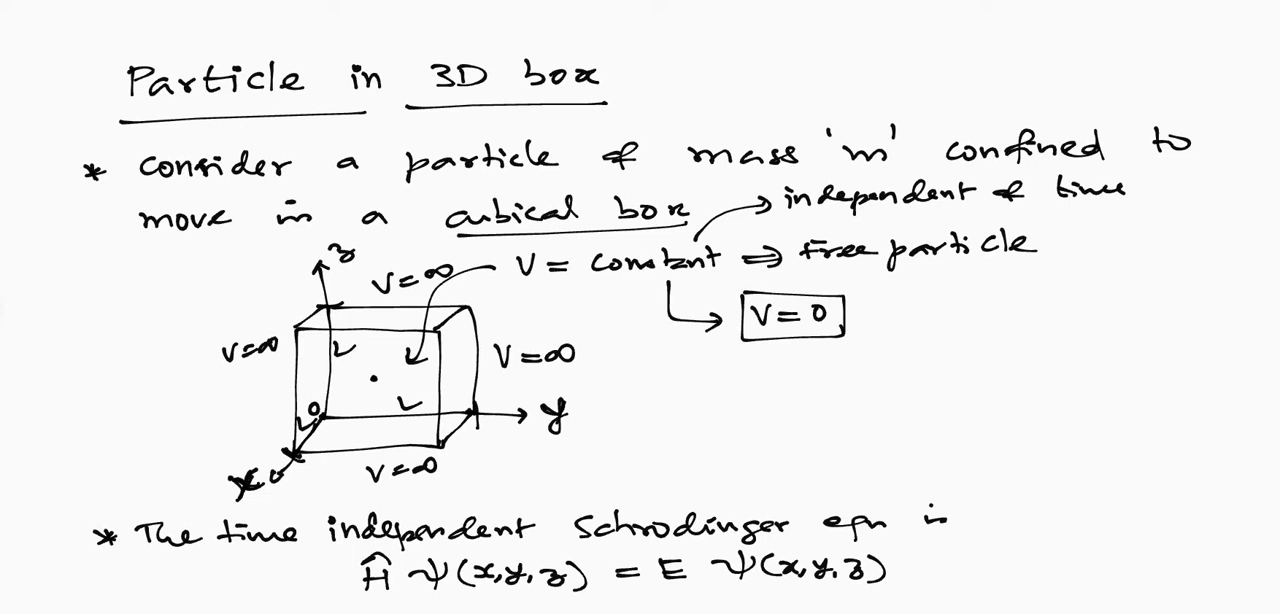 Particle in 3D box
* Consider a particle of mass 'm' confined to
move in a cubical box
independent of time
V = constant ⇒ free particle
V = 0
z
V = ∞
V = ∞
V = ∞
L
L
L
O
y
x
V = ∞
* The time independent Schrodinger eqn is
Ĥ ψ(x,y,z) = E ψ(x,y,z)